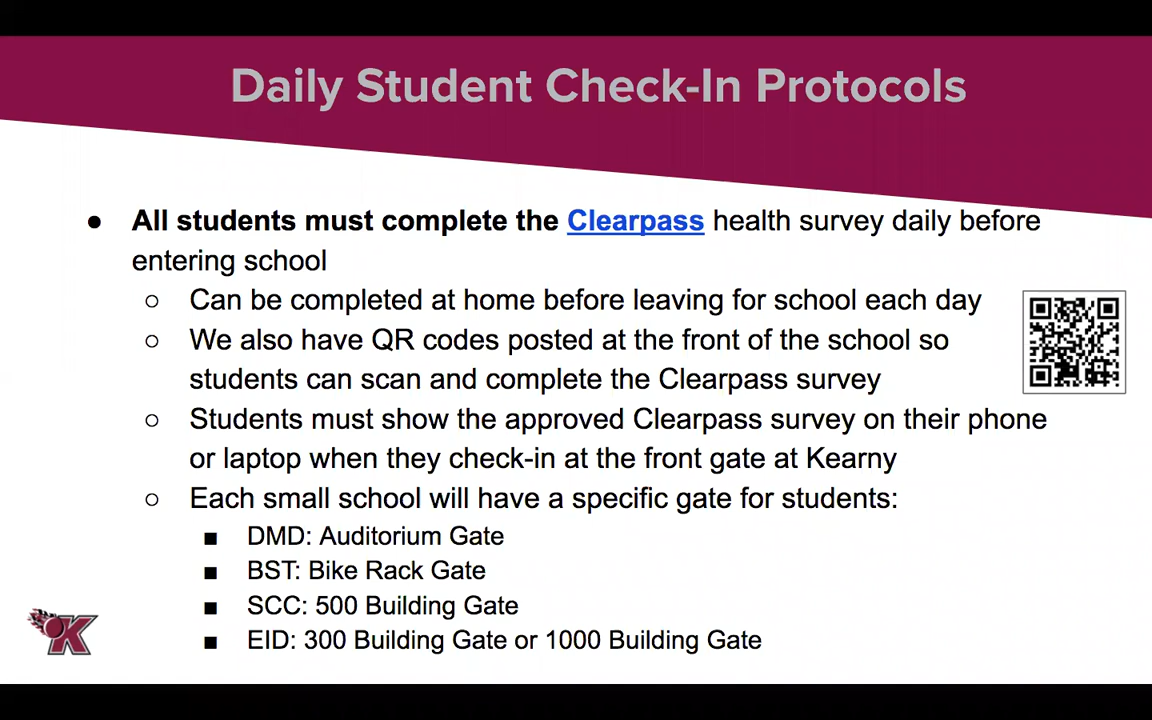 Daily Student Check-In Protocols
● All students must complete the Clearpass health survey daily before
entering school
○ Can be completed at home before leaving for school each day
○ We also have QR codes posted at the front of the school so
students can scan and complete the Clearpass survey
○ Students must show the approved Clearpass survey on their phone
or laptop when they check-in at the front gate at Kearny
○ Each small school will have a specific gate for students:
■ DMD: Auditorium Gate
■ BST: Bike Rack Gate
■ SCC: 500 Building Gate
■ EID: 300 Building Gate or 1000 Building Gate
K